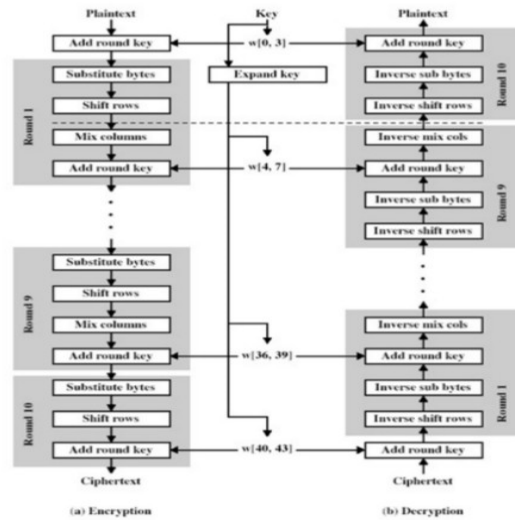 Plaintext
Add round key
Substitute bytes
Shift rows
Mix columns
Add round key
Round 1
Substitute bytes
Shift rows
Mix columns
Add round key
Round 9
Substitute bytes
Shift rows
Add round key
Round 10
Ciphertext
(a) Encryption
Key
w[0, 3]
Expand key
w[4, 7]
w[36, 39]
w[40, 43]
Plaintext
Add round key
Inverse sub bytes
Inverse shift rows
Round 10
Inverse mix cols
Add round key
Inverse sub bytes
Inverse shift rows
Round 9
Inverse mix cols
Add round key
Inverse sub bytes
Inverse shift rows
Round 1
Add round key
Ciphertext
(b) Decryption